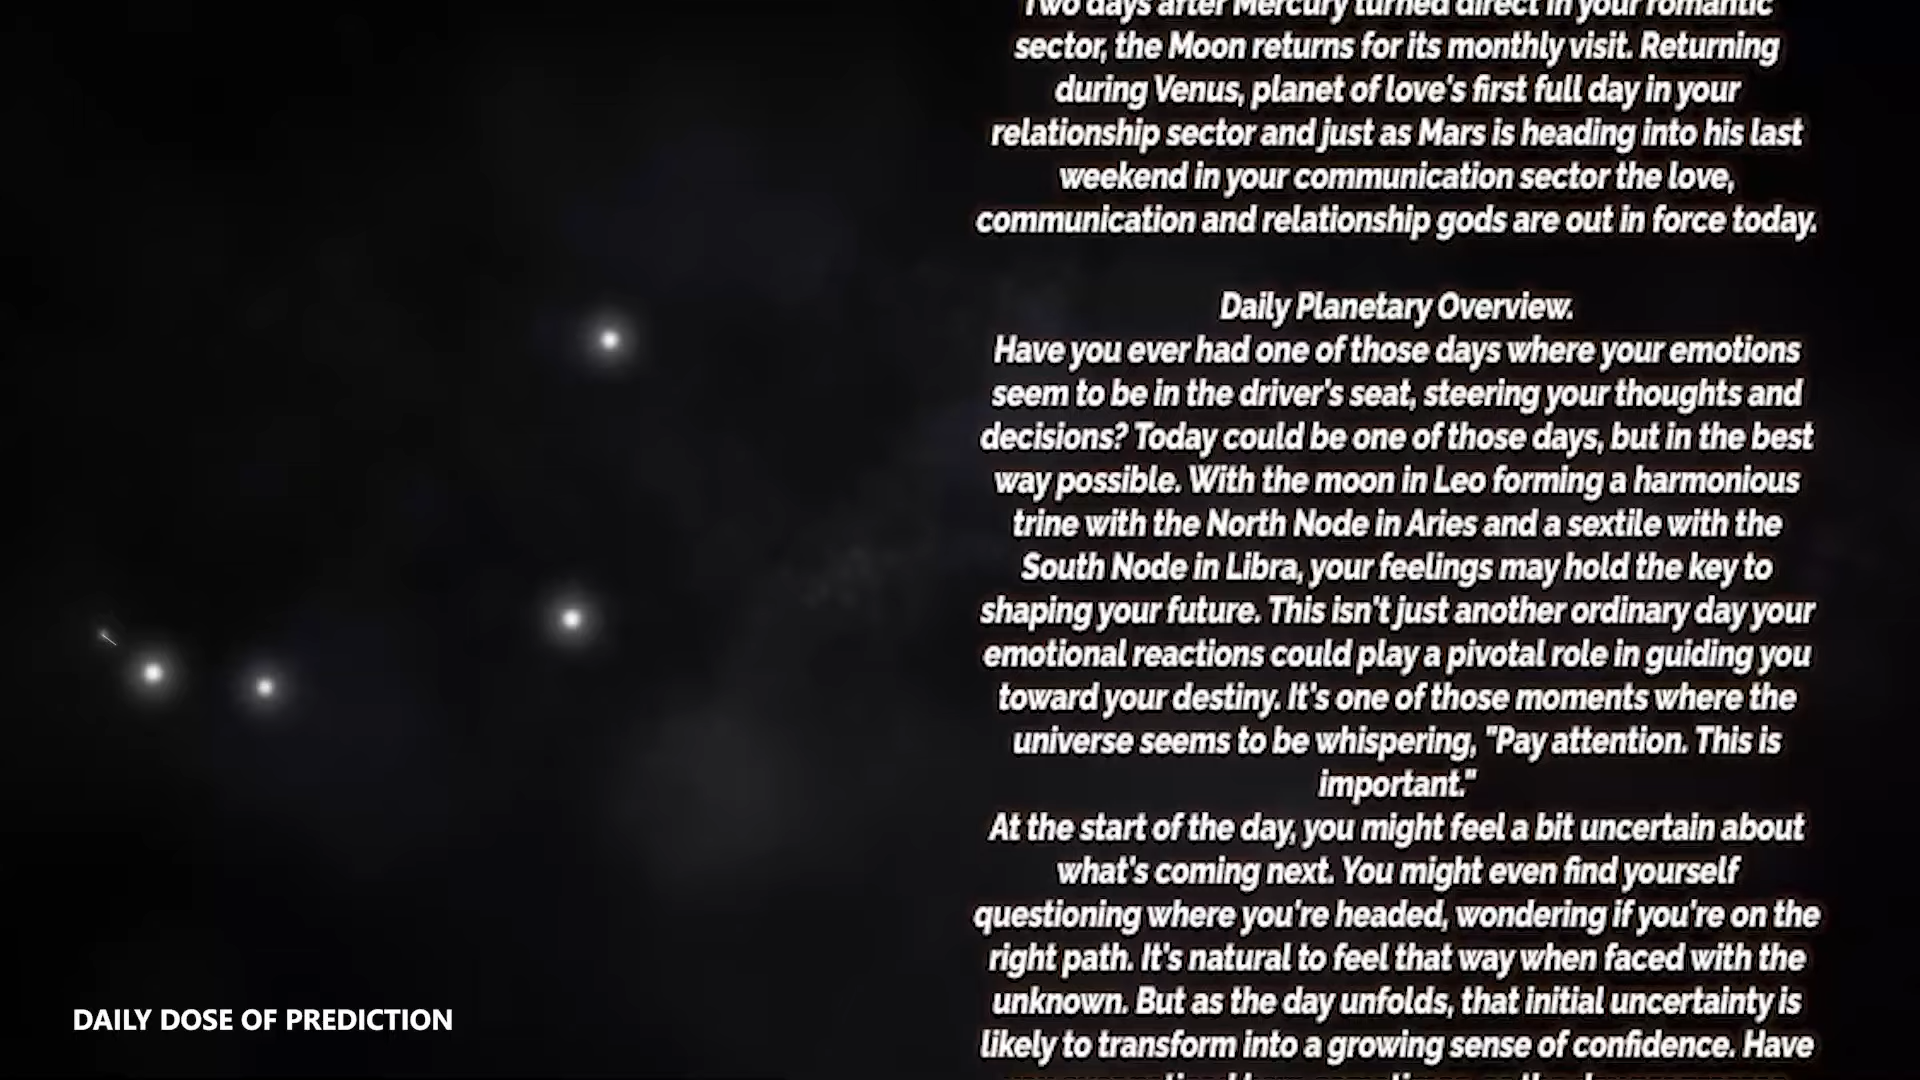 Two days after Mercury turned direct in your romantic
sector, the Moon returns for its monthly visit. Returning
during Venus, planet of love's first full day in your
relationship sector and just as Mars is heading into his last
weekend in your communication sector the love,
communication and relationship gods are out in force today.
Daily Planetary Overview.
Have you ever had one of those days where your emotions
seem to be in the driver's seat, steering your thoughts and
decisions? Today could be one of those days, but in the best
way possible. With the moon in Leo forming a harmonious
trine with the North Node in Aries and a sextile with the
South Node in Libra, your feelings may hold the key to
shaping your future. This isn't just another ordinary day your
emotional reactions could play a pivotal role in guiding you
toward your destiny. It's one of those moments where the
universe seems to be whispering, "Pay attention. This is
important."
At the start of the day, you might feel a bit uncertain about
what's coming next. You might even find yourself
questioning where you're headed, wondering if you're on the
right path. It's natural to feel that way when faced with the
unknown. But as the day unfolds, that initial uncertainty is
likely to transform into a growing sense of confidence. Have
DAILY DOSE OF PREDICTION